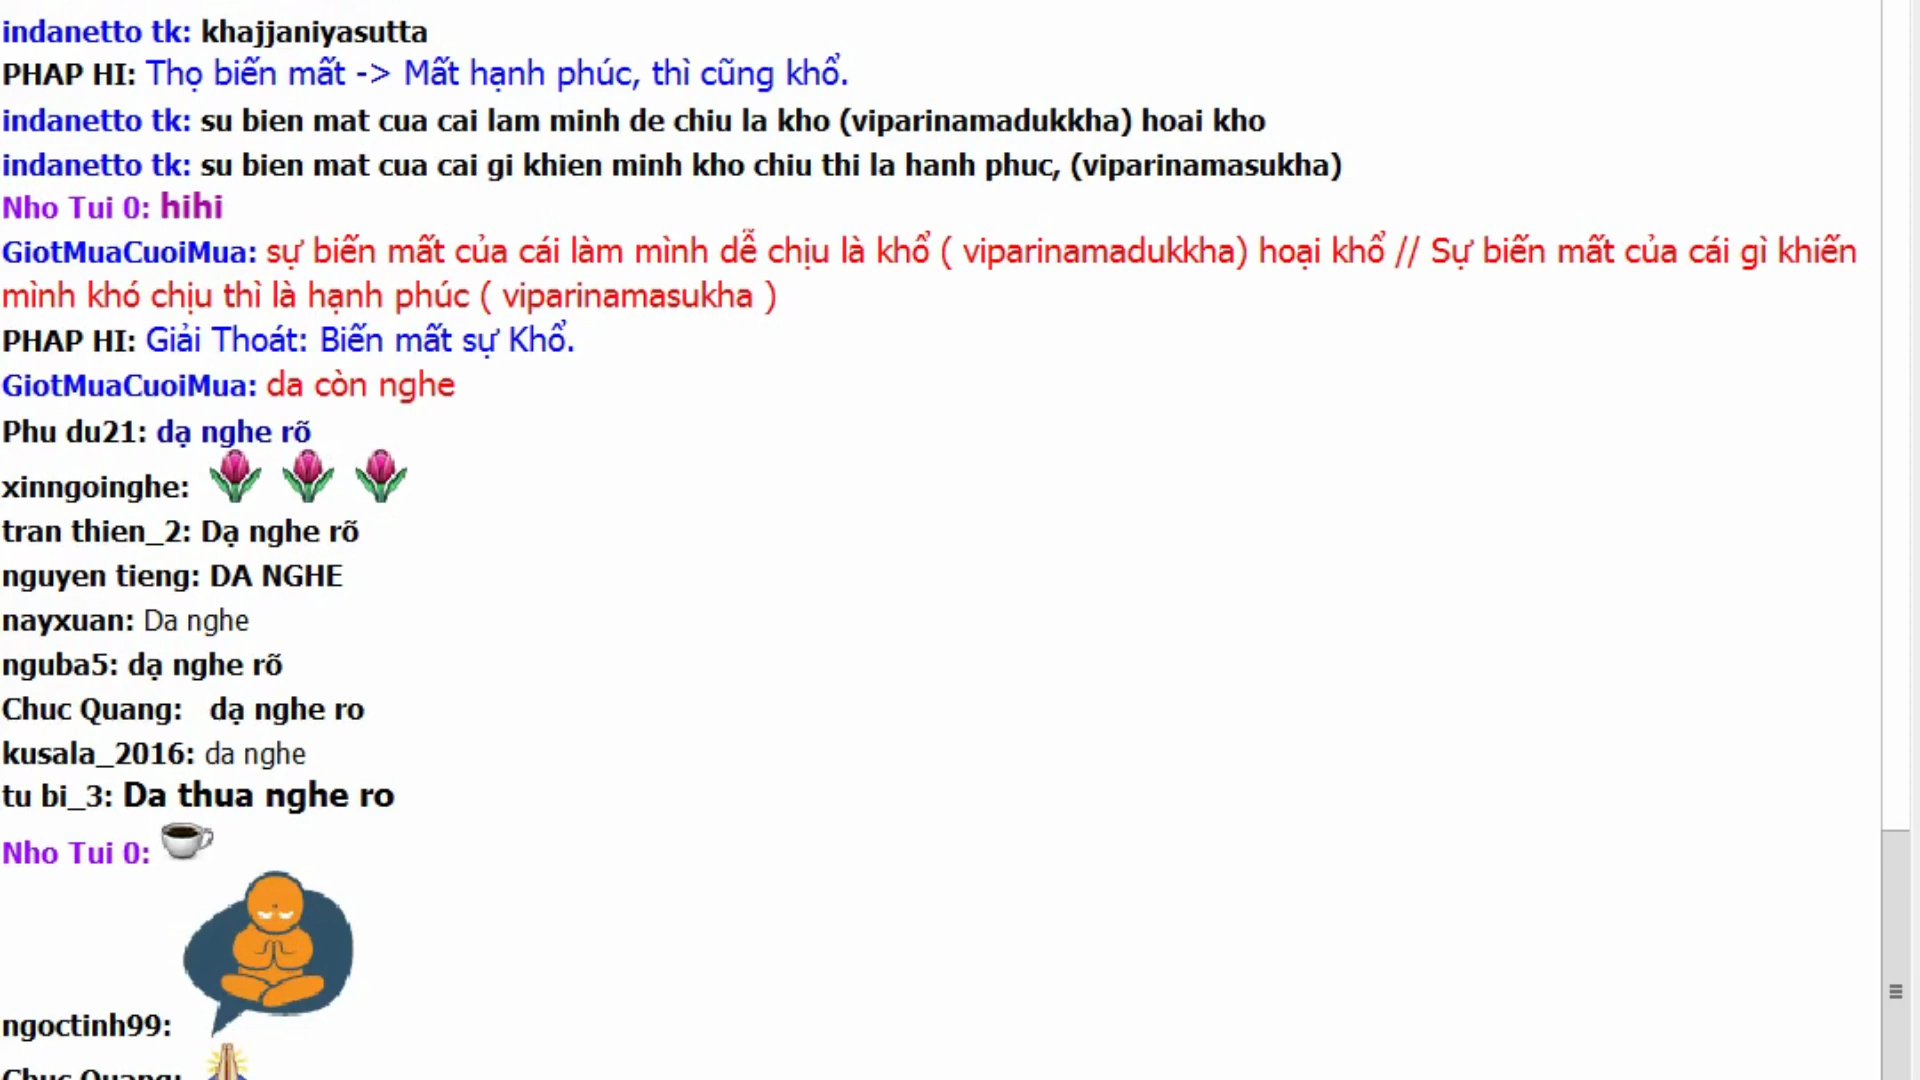 indanetto tk: khajjaniyasutta
PHAP HI: Thọ biến mất -> Mất hạnh phúc, thì cũng khổ.
indanetto tk: su bien mat cua cai lam minh de chiu la kho (viparinamadukkha) hoai kho
indanetto tk: su bien mat cua cai gi khien minh kho chiu thi la hanh phuc, (viparinamasukha)
Nho Tui 0: hihi
GiotMuaCuoiMua: sự biến mất của cái làm mình dễ chịu là khổ ( viparinamadukkha) hoại khổ // Sự biến mất của cái gì khiến
mình khó chịu thì là hạnh phúc ( viparinamasukha )
PHAP HI: Giải Thoát: Biến mất sự Khổ.
GiotMuaCuoiMua: da còn nghe
Phu du21: dạ nghe rõ
xinngoinghe:
tran thien_2: Dạ nghe rõ
nguyen tieng: DA NGHE
nayxuan: Da nghe
nguba5: dạ nghe rõ
Chuc Quang: dạ nghe ro
kusala_2016: da nghe
tu bi_3: Da thua nghe ro
Nho Tui 0:
ngoctinh99:
Chuc Quang: